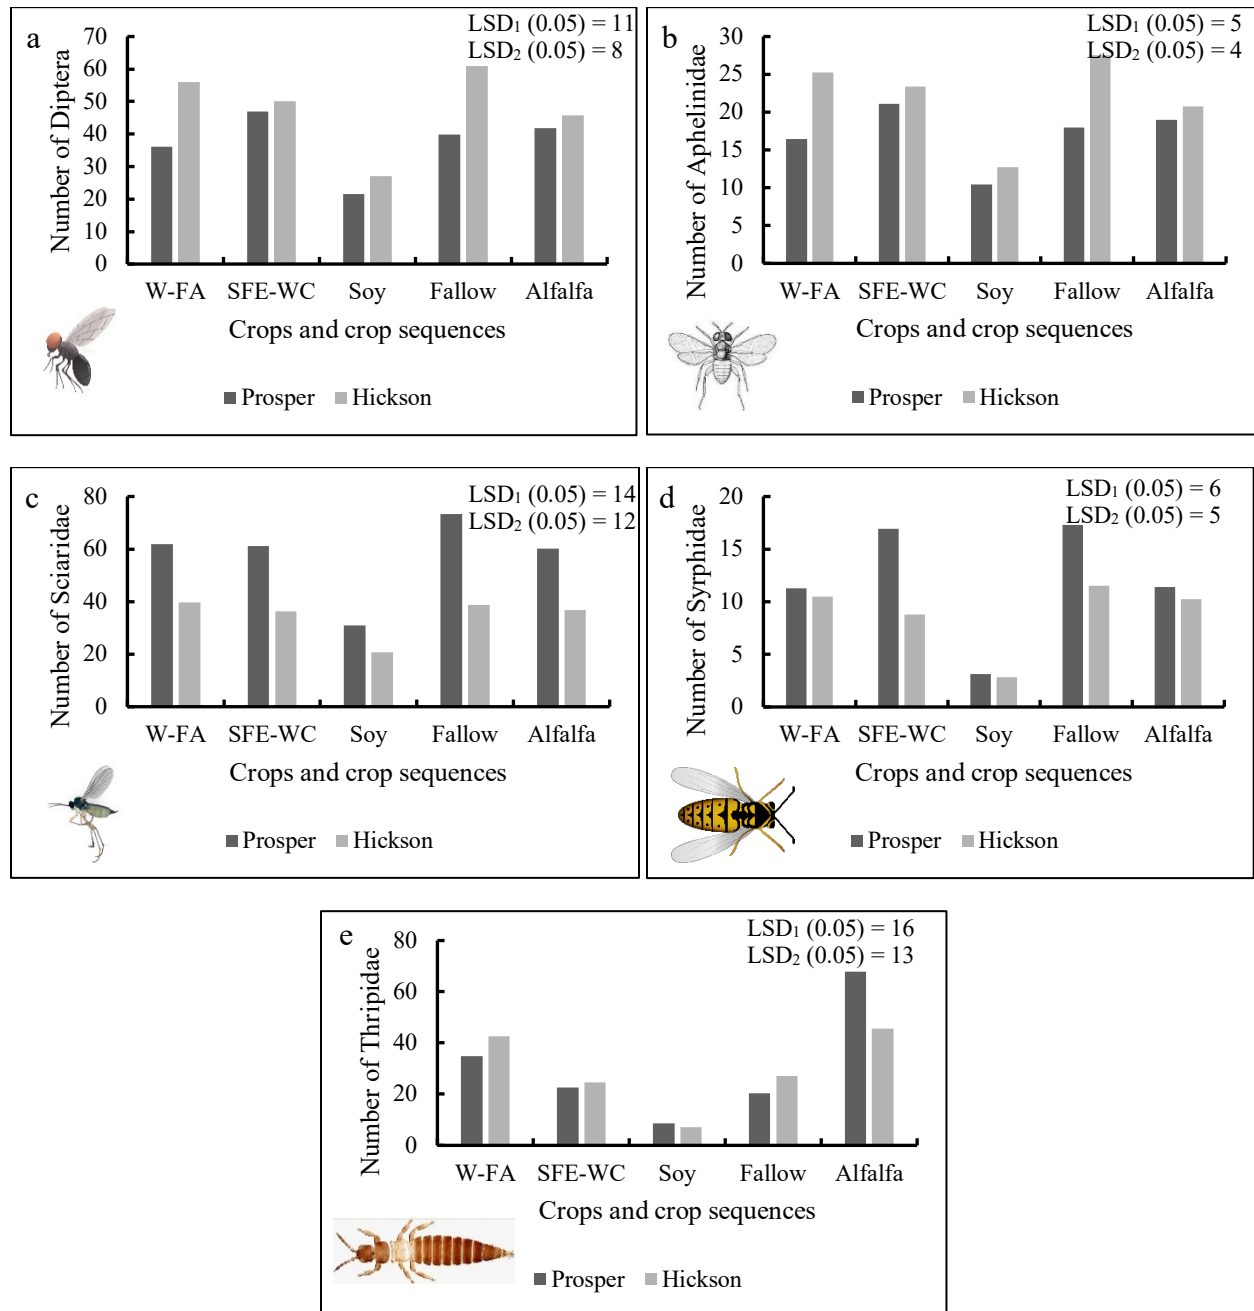 a
LSD₁ (0.05) = 11
LSD₂ (0.05) = 8
Number of Diptera
70
60
50
40
30
20
10
0
W-FA SFE-WC Soy Fallow Alfalfa
Crops and crop sequences
Prosper Hickson
b
LSD₁ (0.05) = 5
LSD₂ (0.05) = 4
Number of Aphelinidae
30
25
20
15
10
5
0
W-FA SFE-WC Soy Fallow Alfalfa
Crops and crop sequences
Prosper Hickson
c
LSD₁ (0.05) = 14
LSD₂ (0.05) = 12
Number of Sciaridae
80
60
40
20
0
W-FA SFE-WC Soy Fallow Alfalfa
Crops and crop sequences
Prosper Hickson
d
LSD₁ (0.05) = 6
LSD₂ (0.05) = 5
Number of Syrphidae
20
15
10
5
0
W-FA SFE-WC Soy Fallow Alfalfa
Crops and crop sequences
Prosper Hickson
e
LSD₁ (0.05) = 16
LSD₂ (0.05) = 13
Number of Thripidae
80
60
40
20
0
W-FA SFE-WC Soy Fallow Alfalfa
Crops and crop sequences
Prosper Hickson